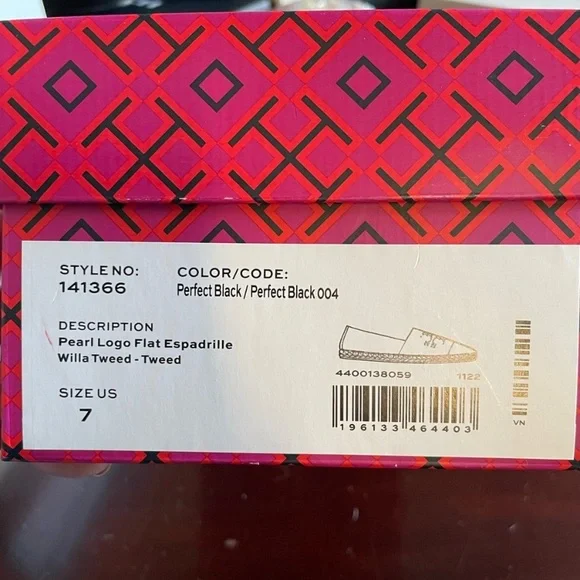 STYLE NO:
141366
COLOR/CODE:
Perfect Black / Perfect Black 004
DESCRIPTION
Pearl Logo Flat Espadrille
Willa Tweed - Tweed
SIZE US
7
4400138059 1122
196133 464403
VN